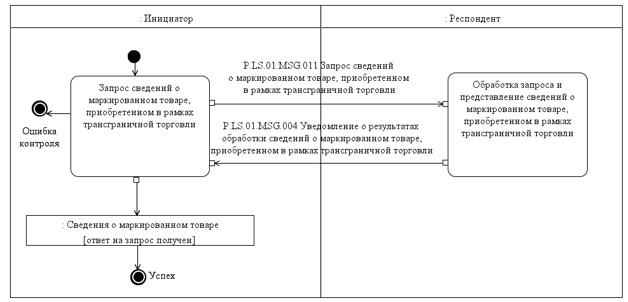 : Инициатор
: Респондент
P.LS.01.MSG.011 Запрос сведений
о маркированном товаре, приобретенном
в рамках трансграничной торговли
Запрос сведений о
маркированном товаре,
приобретенном в рамках
трансграничной торговли
Обработка запроса и
представление сведений о
маркированном товаре,
приобретенном в рамках
трансграничной торговли
Ошибка
контроля
P.LS.01.MSG.004 Уведомление о результатах
обработки сведений о маркированном товаре,
приобретенном в рамках трансграничной торговли
: Сведения о маркированном товаре
[ответ на запрос получен]
Успех